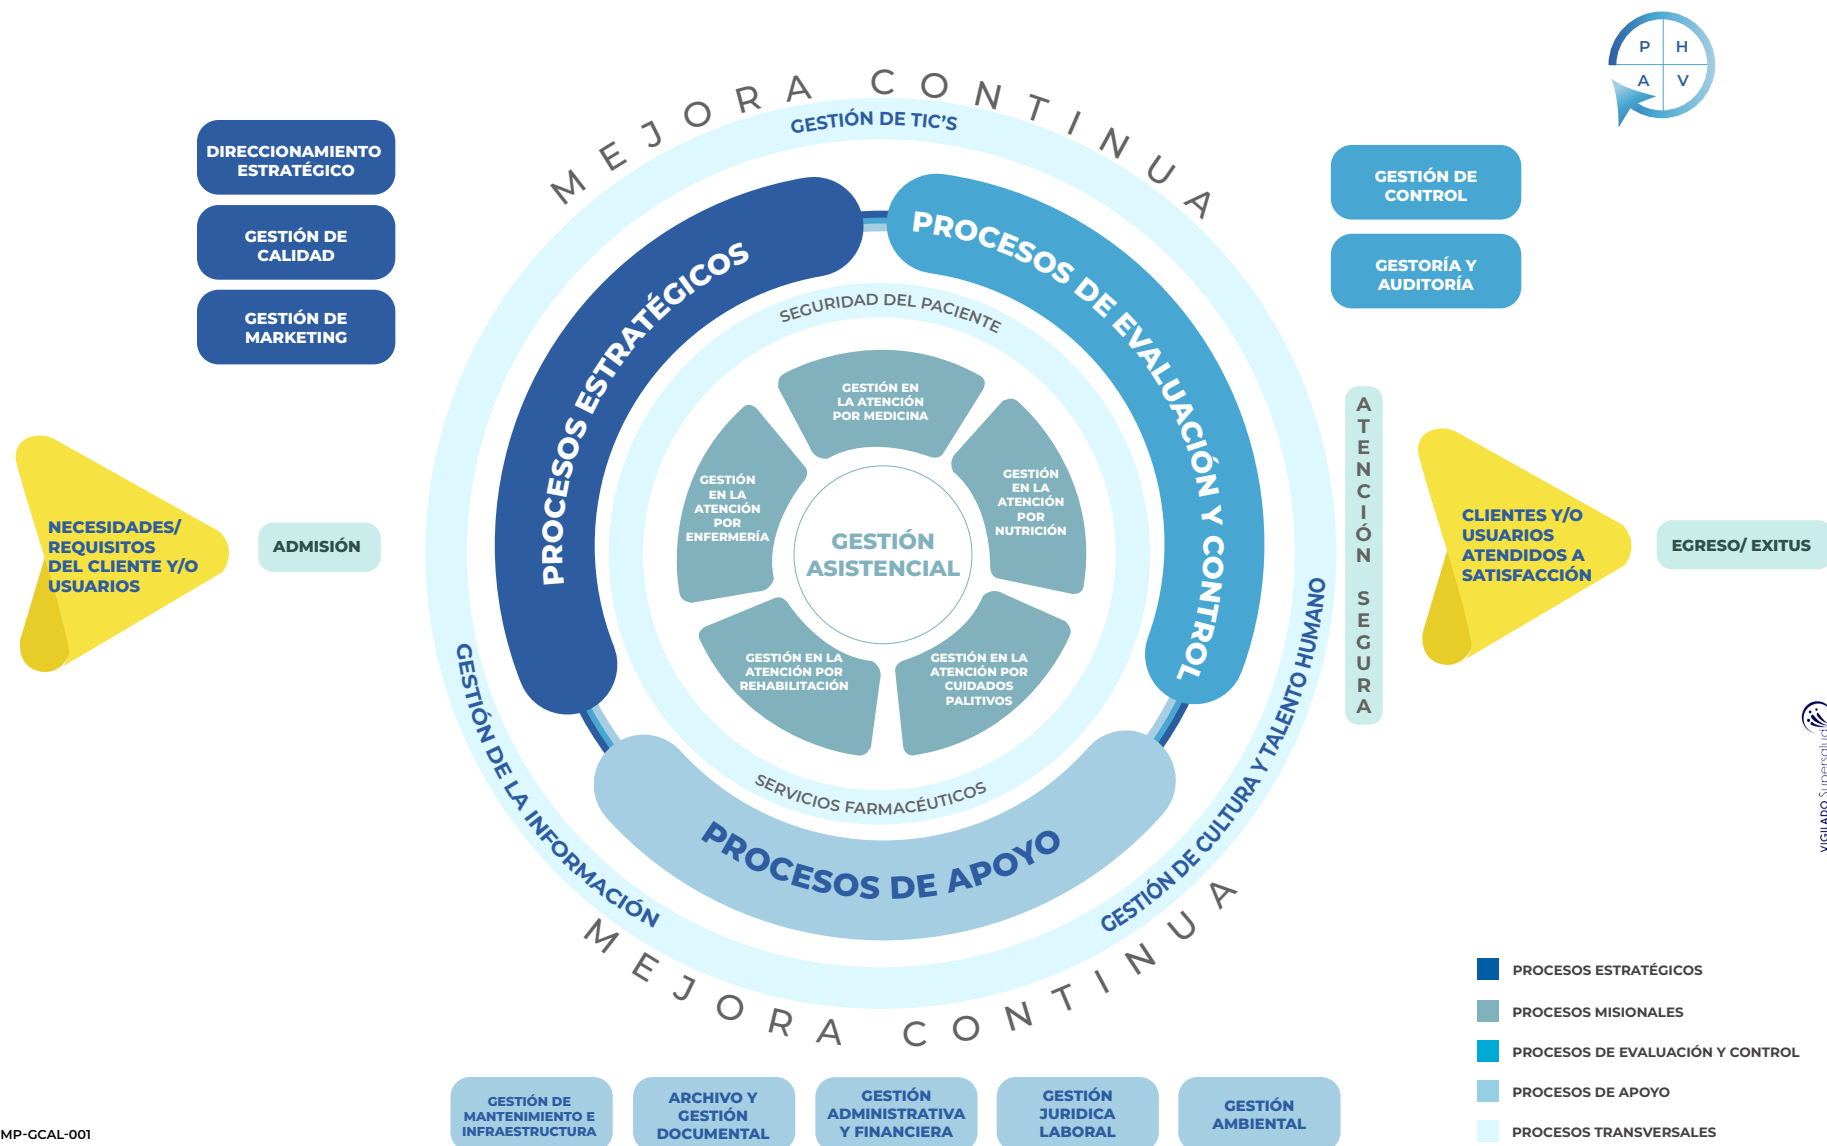 P H
A V
MEJORA CONTINUA
GESTIÓN DE TIC'S
DIRECCIONAMIENTO
ESTRATÉGICO
GESTIÓN DE
CALIDAD
GESTIÓN DE
MARKETING
GESTIÓN DE
CONTROL
GESTORÍA Y
AUDITORÍA
PROCESOS ESTRATÉGICOS
PROCESOS DE EVALUACIÓN Y CONTROL
SEGURIDAD DEL PACIENTE
GESTIÓN EN
LA ATENCIÓN
POR MEDICINA
GESTIÓN
EN LA
ATENCIÓN
POR
ENFERMERÍA
GESTIÓN
EN LA
ATENCIÓN
POR
NUTRICIÓN
GESTIÓN
ASISTENCIAL
GESTIÓN EN LA
ATENCIÓN POR
REHABILITACIÓN
GESTIÓN EN LA
ATENCIÓN POR
CUIDADOS
PALITIVOS
SERVICIOS FARMACÉUTICOS
PROCESOS DE APOYO
NECESIDADES/
REQUISITOS
DEL CLIENTE Y/O
USUARIOS
ADMISIÓN
ATENCIÓN SEGURA
CLIENTES Y/O
USUARIOS
ATENDIDOS A
SATISFACCIÓN
EGRESO/ EXITUS
GESTIÓN DE LA INFORMACIÓN
GESTIÓN DE CULTURA Y TALENTO HUMANO
MEJORA CONTINUA
VIGILADO Supersalud
GESTIÓN DE
MANTENIMIENTO E
INFRAESTRUCTURA
ARCHIVO Y
GESTIÓN
DOCUMENTAL
GESTIÓN
ADMINISTRATIVA
Y FINANCIERA
GESTIÓN
JURIDICA
LABORAL
GESTIÓN
AMBIENTAL
PROCESOS ESTRATÉGICOS
PROCESOS MISIONALES
PROCESOS DE EVALUACIÓN Y CONTROL
PROCESOS DE APOYO
PROCESOS TRANSVERSALES
MP-GCAL-001